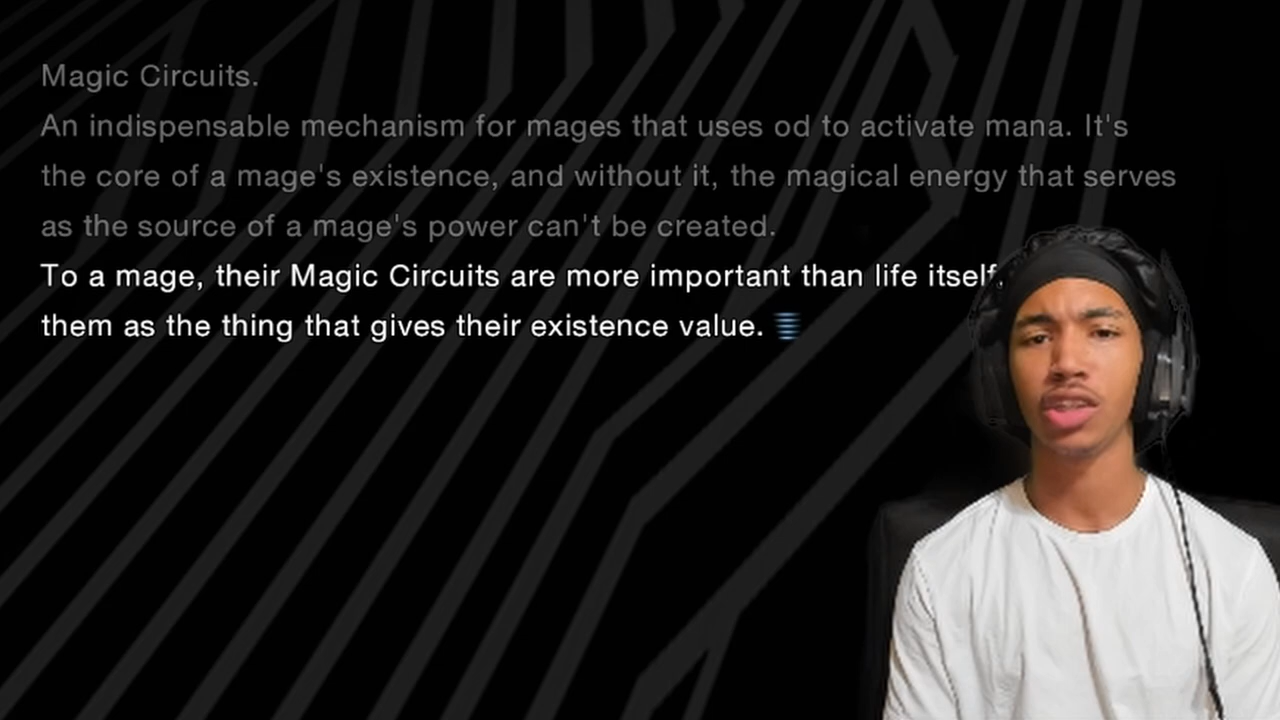 Magic Circuits.
An indispensable mechanism for mages that uses od to activate mana. It's
the core of a mage's existence, and without it, the magical energy that serves
as the source of a mage's power can't be created.
To a mage, their Magic Circuits are more important than life itself.
them as the thing that gives their existence value.